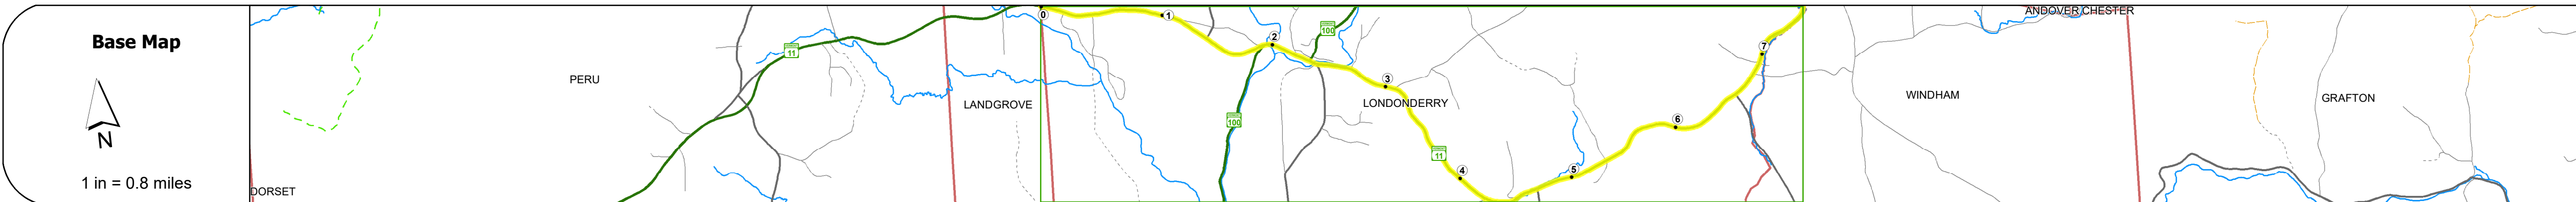 Base Map
N
1 in = 0.8 miles
DORSET
PERU
11
LANDGROVE
0
1
2
100
100
3
LONDONDERRY
11
4
5
6
7
WINDHAM
ANDOVER CHESTER
GRAFTON